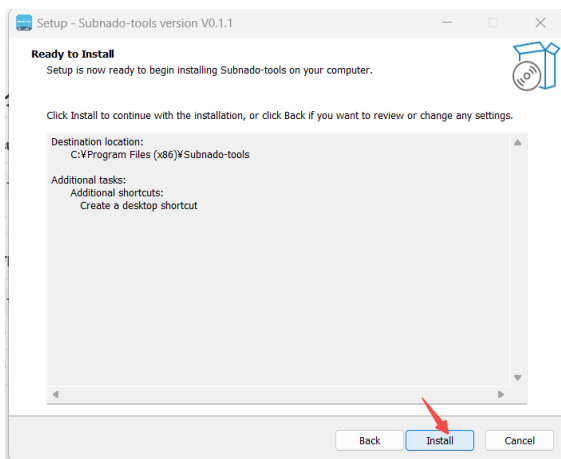 Setup - Subnado-tools version V0.1.1
Ready to Install
Setup is now ready to begin installing Subnado-tools on your computer.
Click Install to continue with the installation, or click Back if you want to review or change any settings.
Destination location:
C:¥Program Files (x86)¥Subnado-tools
Additional tasks:
Additional shortcuts:
Create a desktop shortcut
Back
Install
Cancel